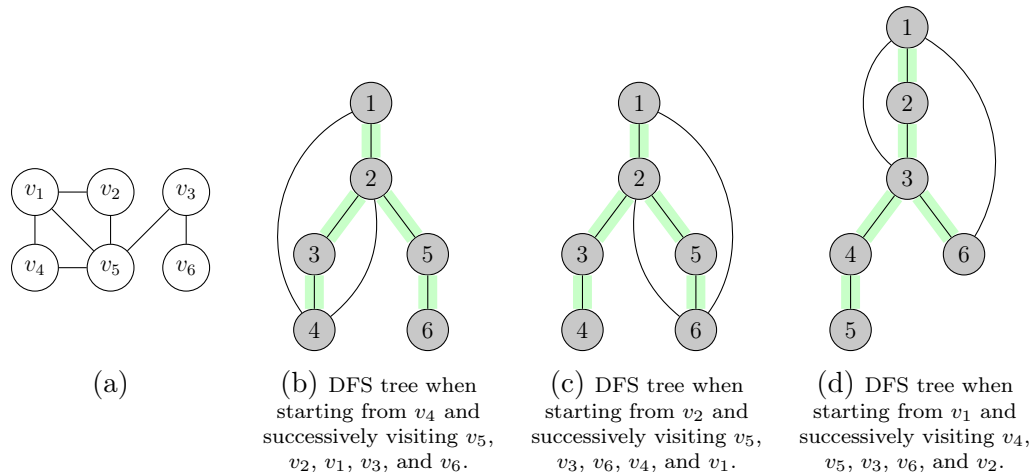 v1 v2 v3
v4 v5 v6
(a)
1
2
3 5
4 6
(b) DFS tree when
starting from v4 and
successively visiting v5,
v2, v1, v3, and v6.
1
2
3 5
4 6
(c) DFS tree when
starting from v2 and
successively visiting v5,
v3, v6, v4, and v1.
1
2
3
4 6
5
(d) DFS tree when
starting from v1 and
successively visiting v4,
v5, v3, v6, and v2.